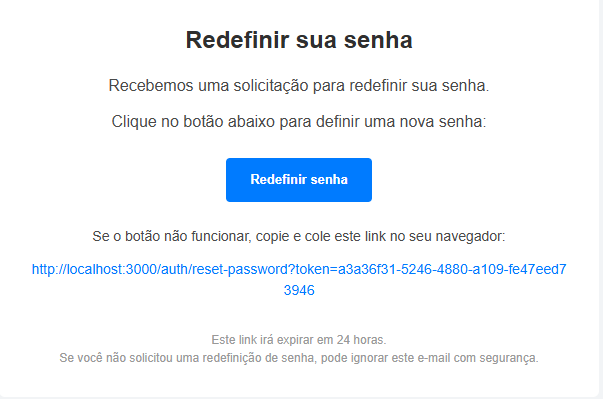 Redefinir sua senha
Recebemos uma solicitação para redefinir sua senha.
Clique no botão abaixo para definir uma nova senha:
Redefinir senha
Se o botão não funcionar, copie e cole este link no seu navegador:
http://localhost:3000/auth/reset-password?token=a3a36f31-5246-4880-a109-fe47eed7
3946
Este link irá expirar em 24 horas.
Se você não solicitou uma redefinição de senha, pode ignorar este e-mail com segurança.